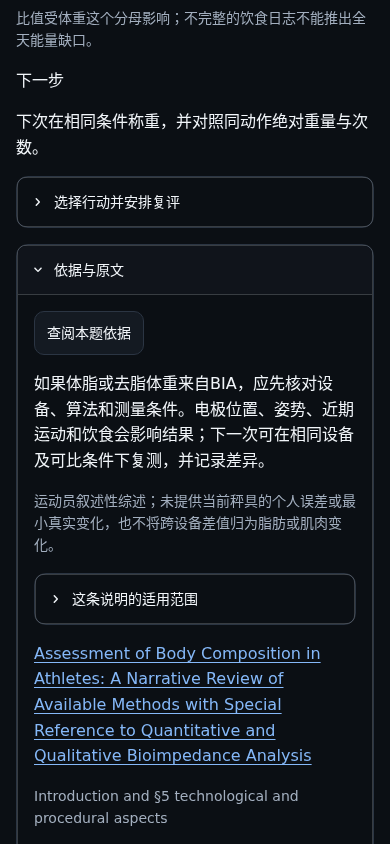 比值受体重这个分母影响；不完整的饮食日志不能推出全
天能量缺口。
下一步
下次在相同条件称重，并对照同动作绝对重量与次
数。
选择行动并安排复评
依据与原文
查阅本题依据
如果体脂或去脂体重来自BIA，应先核对设
备、算法和测量条件。电极位置、姿势、近期
运动和饮食会影响结果；下一次可在相同设备
及可比条件下复测，并记录差异。
运动员叙述性综述；未提供当前秤具的个人误差或最
小真实变化，也不将跨设备差值归为脂肪或肌肉变
化。
这条说明的适用范围
Assessment of Body Composition in
Athletes: A Narrative Review of
Available Methods with Special
Reference to Quantitative and
Qualitative Bioimpedance Analysis
Introduction and §5 technological and
procedural aspects